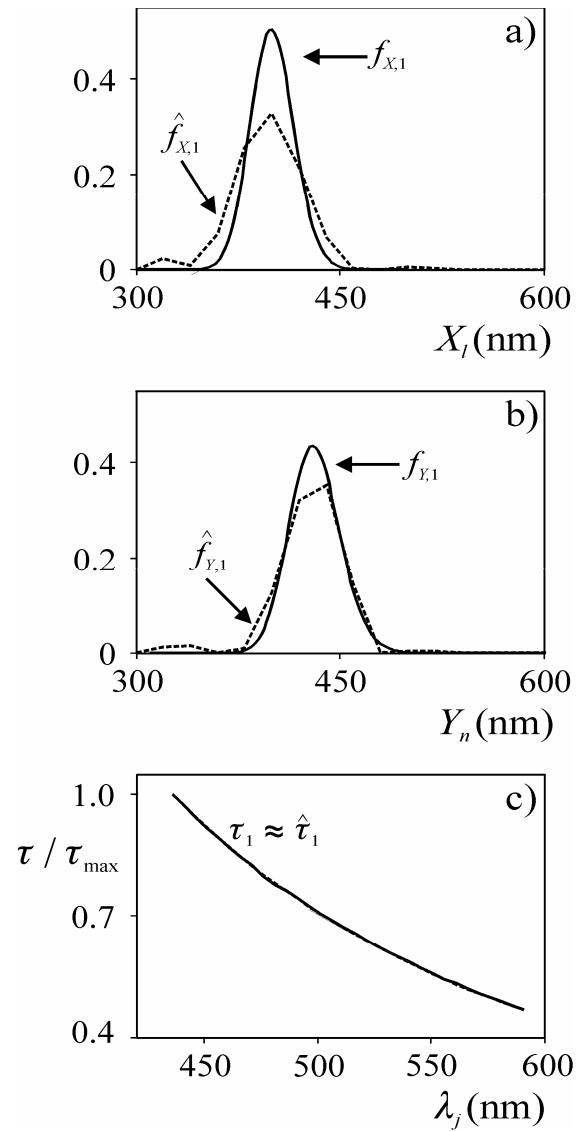 a)
0.4
0.2
0
f_{X,1}
\hat{f}_{X,1}
300 450 600
X_l (nm)
b)
0.4
0.2
0
f_{Y,1}
\hat{f}_{Y,1}
300 450 600
Y_n (nm)
c)
1.0
0.7
0.4
τ / τ_{max}
τ_1 ≈ \hat{τ}_1
450 500 550 600
λ_j (nm)